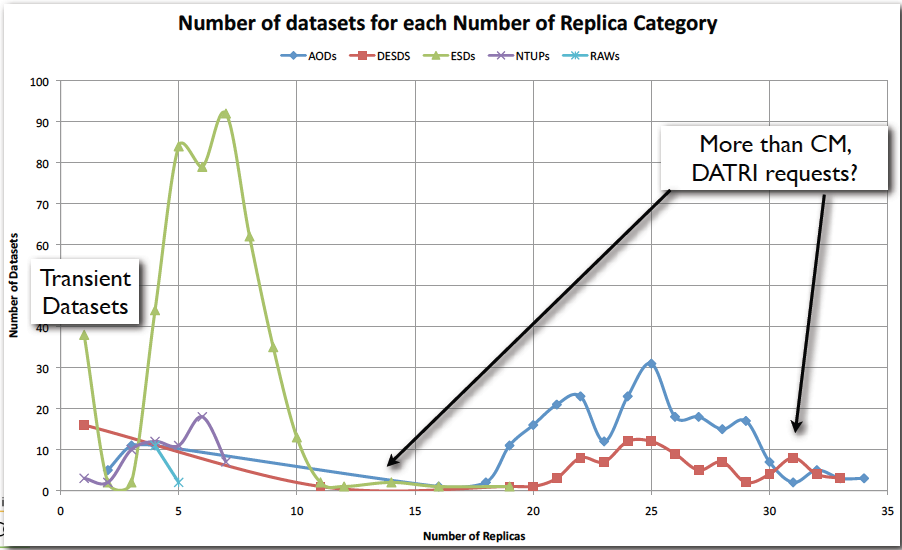 Number of datasets for each Number of Replica Category
AODs DESDS ESDs NTUPs RAWs
100
90
80
70
60
40
30
20
10
0
Number of Datasets
Transient
Datasets
More than CM,
DATRI requests?
0 5 10 15 20 25 30 35
Number of Replicas